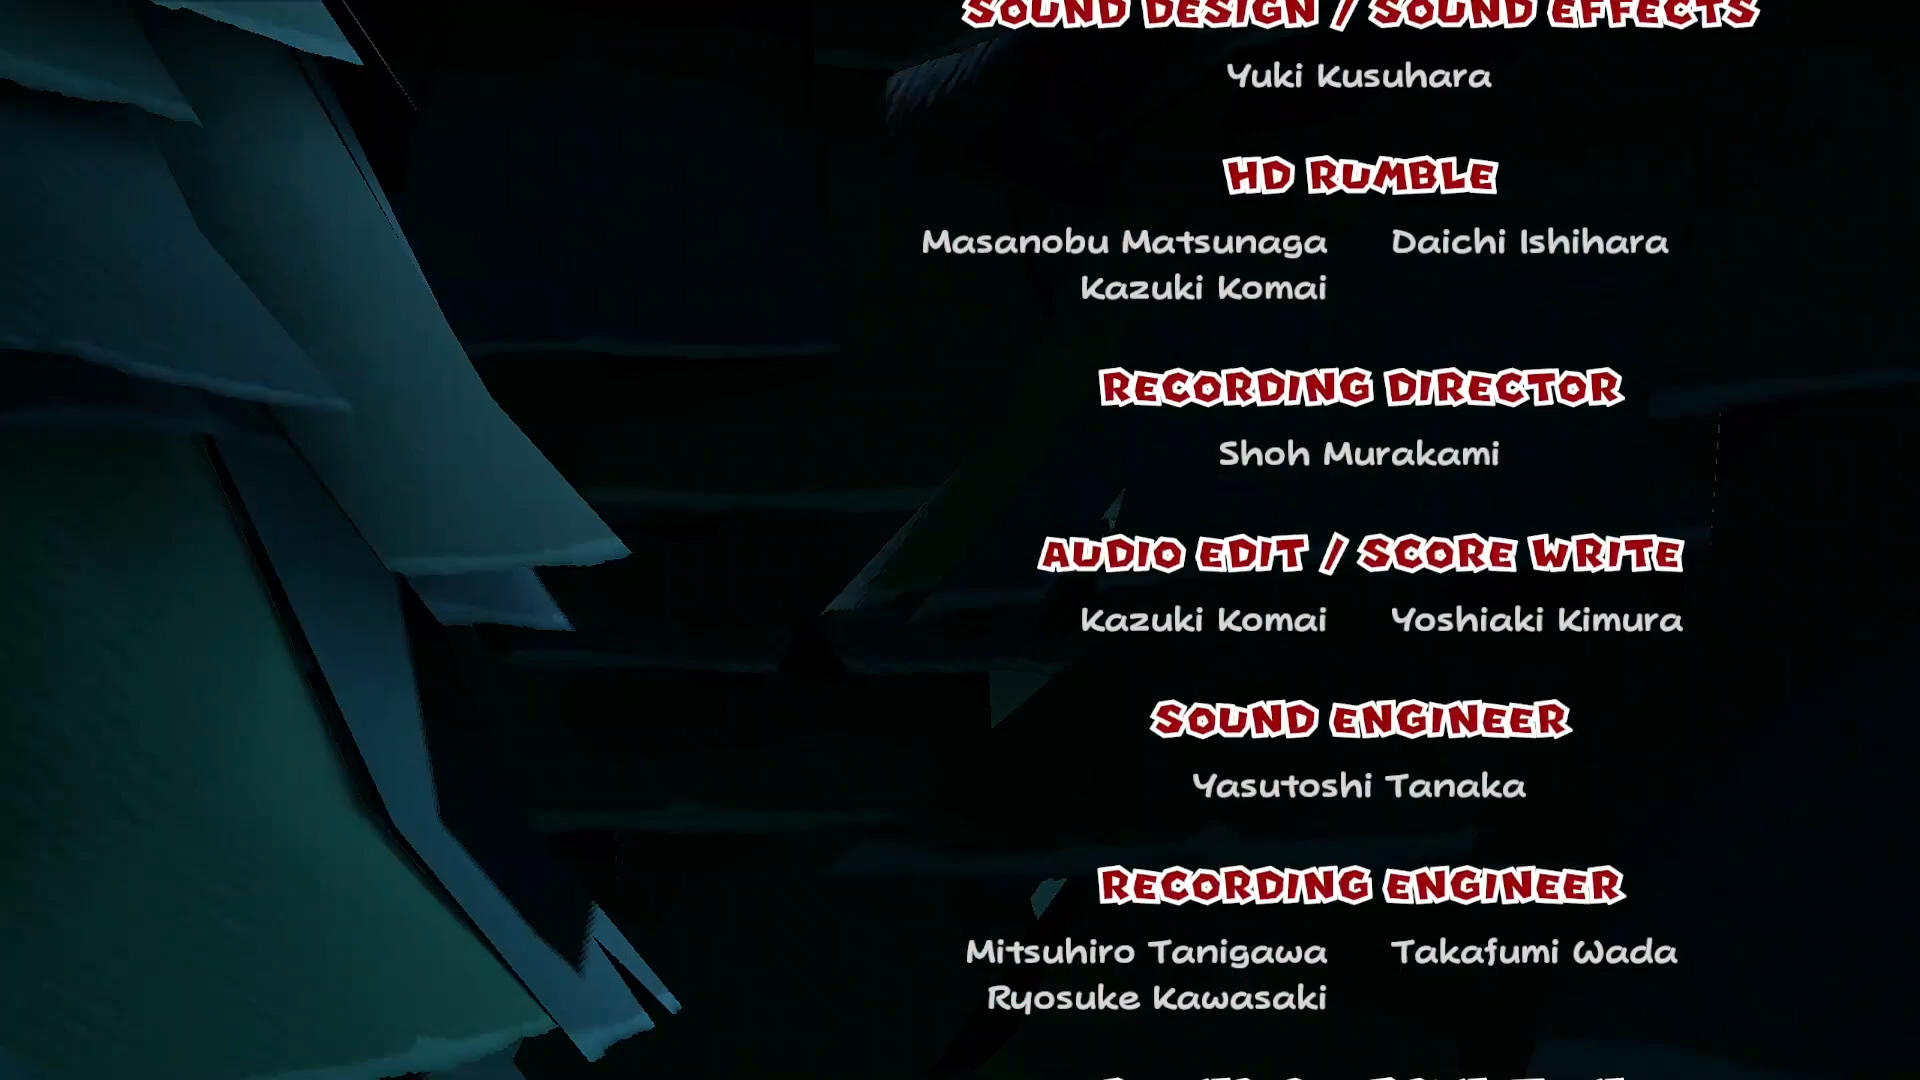 SOUND DESIGN / SOUND EFFECTS
Yuki Kusuhara
HD RUMBLE
Masanobu Matsunaga Daichi Ishihara
Kazuki Komai
RECORDING DIRECTOR
Shoh Murakami
AUDIO EDIT / SCORE WRITE
Kazuki Komai Yoshiaki Kimura
SOUND ENGINEER
Yasutoshi Tanaka
RECORDING ENGINEER
Mitsuhiro Tanigawa Takafumi Wada
Ryosuke Kawasaki